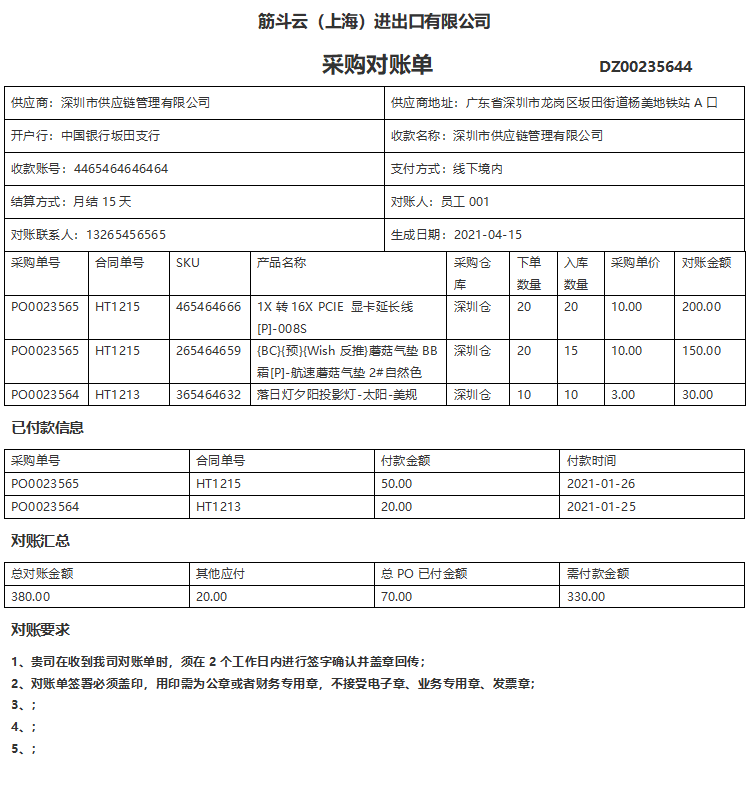 筋斗云（上海）进出口有限公司
采购对账单 DZ00235644
供应商：深圳市供应链管理有限公司 供应商地址：广东省深圳市龙岗区坂田街道杨美地铁站 A 口
开户行：中国银行坂田支行 收款名称：深圳市供应链管理有限公司
收款账号：4465464646464 支付方式：线下境内
结算方式：月结 15 天 对账人：员工 001
对账联系人：13265456565 生成日期：2021-04-15
采购单号 合同单号 SKU 产品名称 采购仓库 下单数量 入库数量 采购单价 对账金额
PO0023565 HT1215 465464666 1X 转 16X PCIE 显卡延长线[P]-008S 深圳仓 20 20 10.00 200.00
PO0023565 HT1215 265464659 {BC}{预}{Wish 反推}蘑菇气垫 BB 霜[P]-航速蘑菇气垫 2#自然色 深圳仓 20 15 10.00 150.00
PO0023564 HT1213 365464632 落日灯夕阳投影灯-太阳-美规 深圳仓 10 10 3.00 30.00
已付款信息
采购单号 合同单号 付款金额 付款时间
PO0023565 HT1215 50.00 2021-01-26
PO0023564 HT1213 20.00 2021-01-25
对账汇总
总对账金额 其他应付 总 PO 已付金额 需付款金额
380.00 20.00 70.00 330.00
对账要求
1、贵司在收到我司对账单时，须在 2 个工作日内进行签字确认并盖章回传；
2、对账单签署必须盖印，用印需为公章或者财务专用章，不接受电子章、业务专用章、发票章；
3、；
4、；
5、；